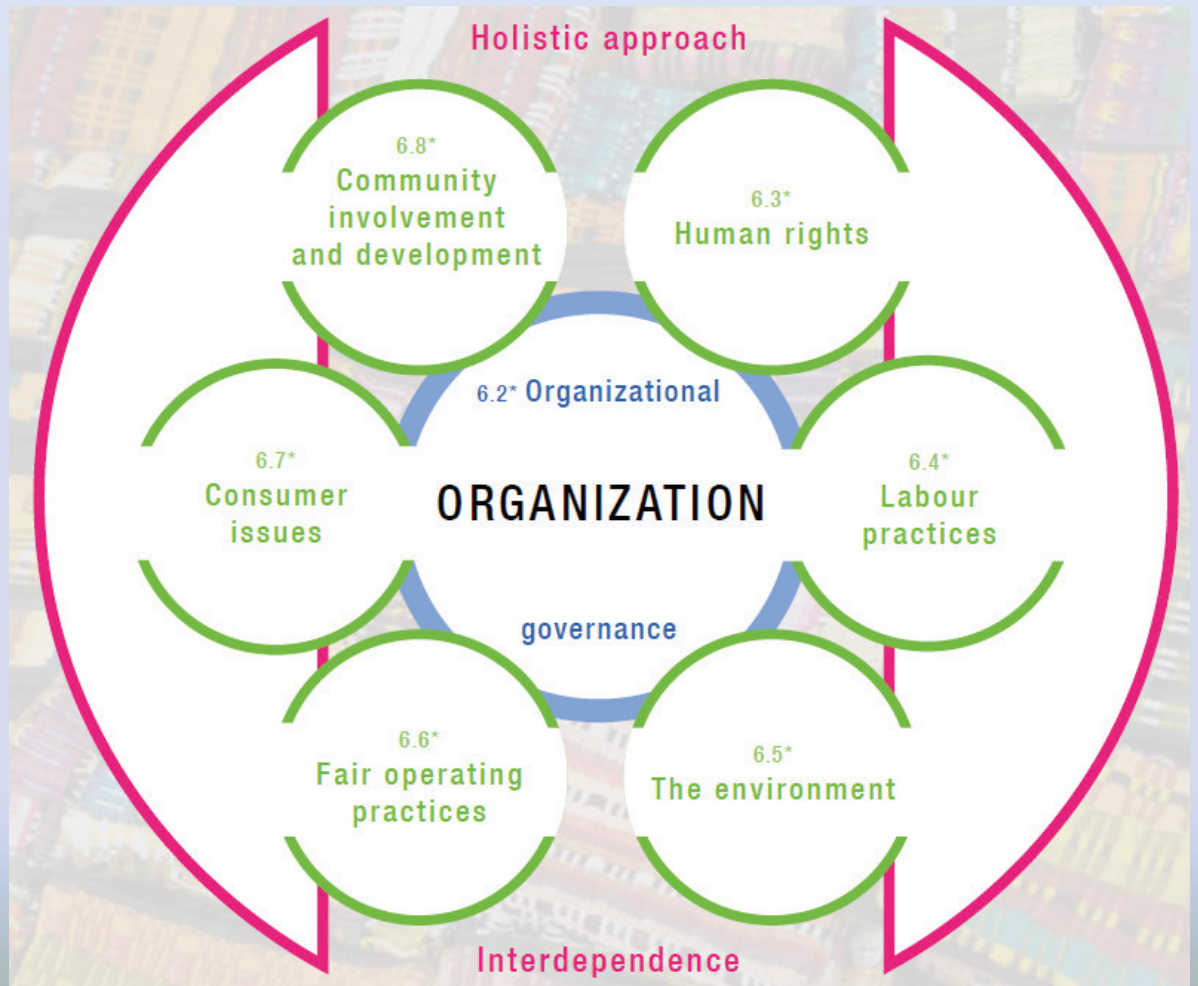 Holistic approach
6.8*
Community
involvement
and development
6.3*
Human rights
6.2* Organizational
6.7*
Consumer
issues
ORGANIZATION
6.4*
Labour
practices
governance
6.6*
Fair operating
practices
6.5*
The environment
Interdependence